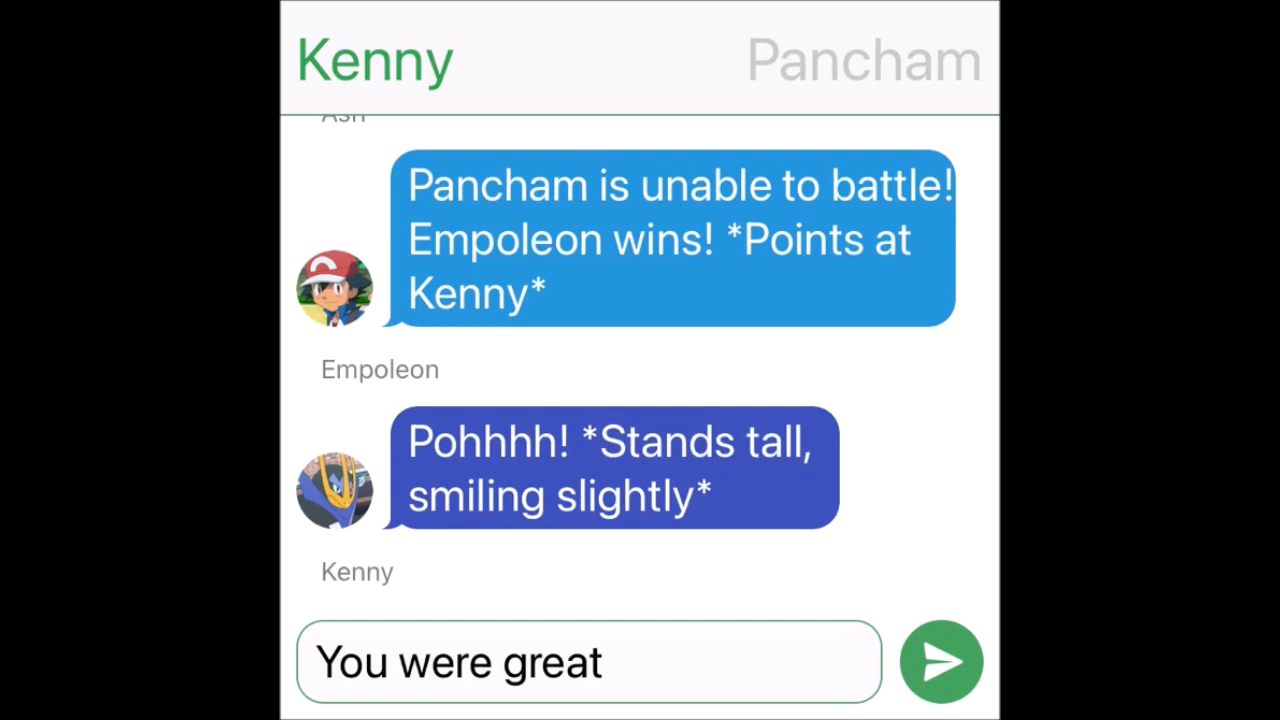 Kenny Pancham
Ash
Pancham is unable to battle!
Empoleon wins! *Points at
Kenny*
Empoleon
Pohhhh! *Stands tall,
smiling slightly*
Kenny
You were great